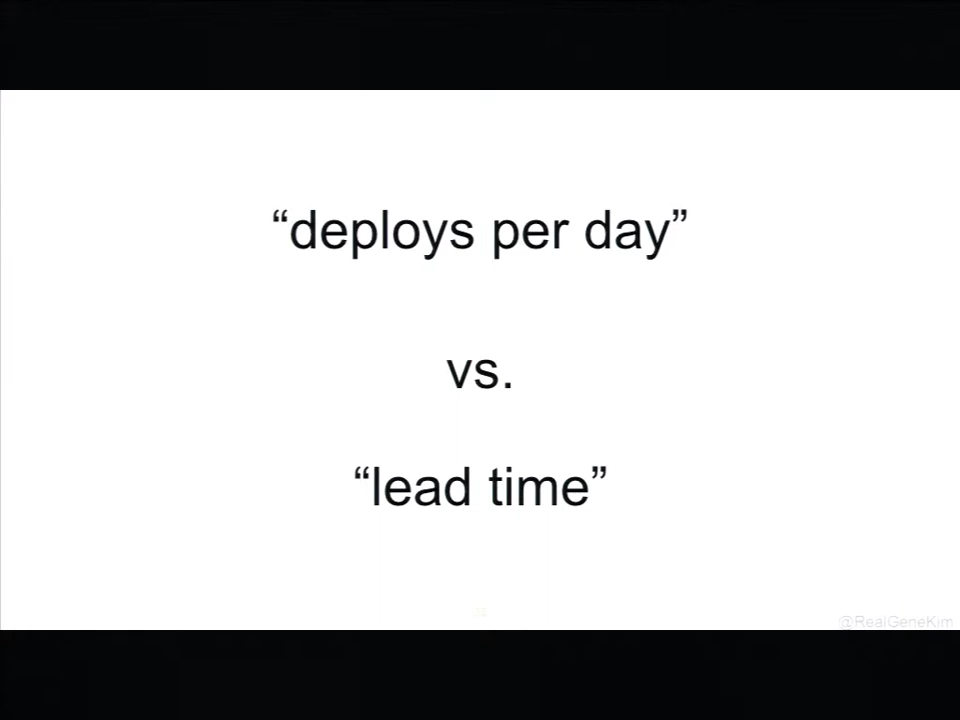 “deploys per day”
vs.
“lead time”
@RealGeneKim